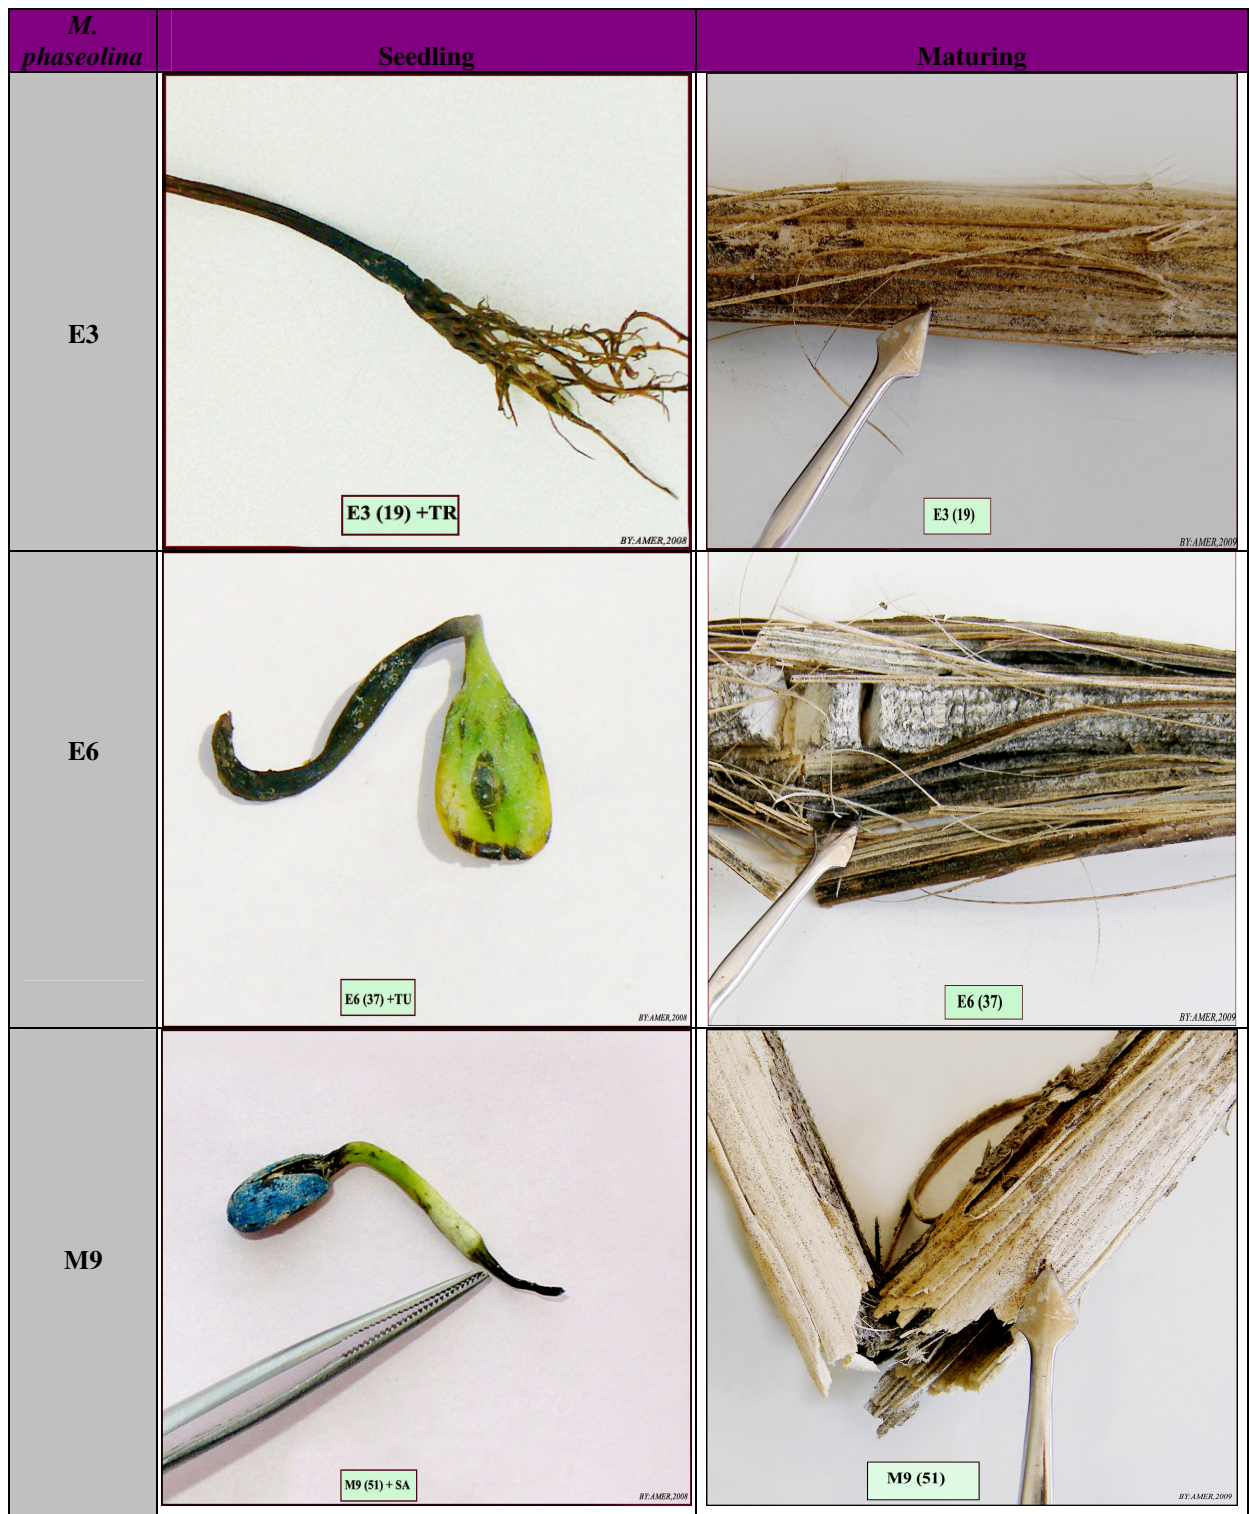 M.
phaseolina
Seedling
Maturing
E3
E3 (19) +TR
BY:AMER,2008
E3 (19)
BY:AMER,2009
E6
E6 (37) +TU
BY:AMER,2008
E6 (37)
BY:AMER,2009
M9
M9 (51) + SA
BY:AMER,2008
M9 (51)
BY:AMER,2009